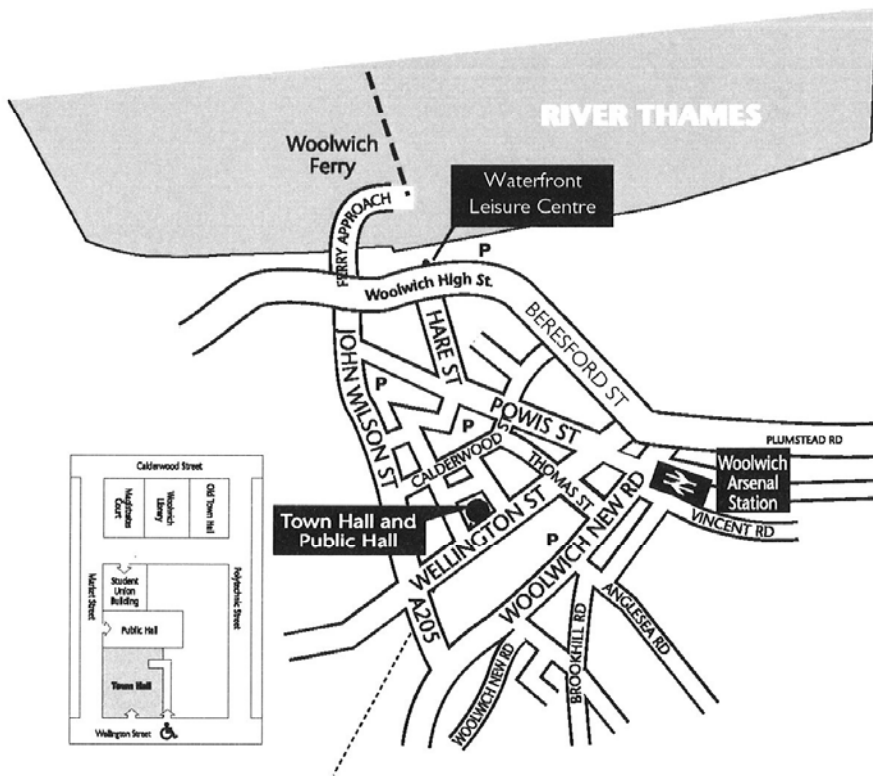 RIVER THAMES
Woolwich
Ferry
Waterfront
Leisure Centre
FERRY APPROACH
P
Woolwich High St.
HARE ST
BERESFORD ST
JOHN WILSON ST
P
POWIS ST
P
CALDERWOOD ST
THOMAS ST
PLUMSTEAD RD
Woolwich
Arsenal
Station
VINCENT RD
Town Hall and
Public Hall
WELLINGTON ST
P
WOOLWICH NEW RD
A205
ANGLESEA RD
BROOKHILL RD
WOOLWICH NEW RD
Calderwood Street
Magistrates
Court
Woolwich
Library
Old Town Hall
Market Street
Student
Union
Building
Polytechnic Street
Public Hall
Town Hall
Wellington Street